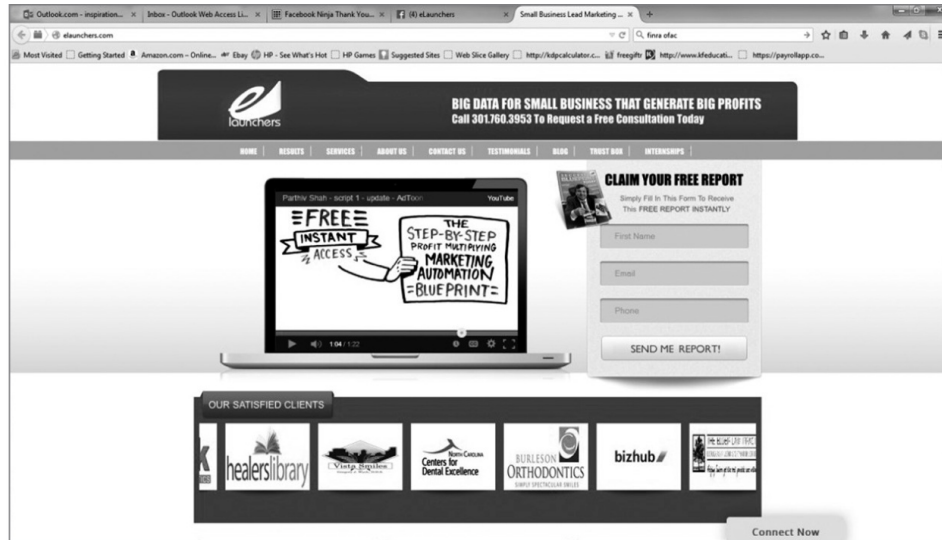 Outlook.com - inspiration...
Inbox - Outlook Web Access Li...
Facebook Ninja Thank You...
(4) eLaunchers
Small Business Lead Marketing ...
elaunchers.com
finra ofac
Most Visited
Getting Started
Amazon.com – Online...
Ebay
HP - See What's Hot
HP Games
Suggested Sites
Web Slice Gallery
http://kdpcalculator.c...
freegiftr
http://www.kfeducati...
https://payrollapp.co...
e
launchers
BIG DATA FOR SMALL BUSINESS THAT GENERATE BIG PROFITS
Call 301.760.3953 To Request a Free Consultation Today
HOME
RESULTS
SERVICES
ABOUT US
CONTACT US
TESTIMONIALS
BLOG
TRUST BOX
INTERNSHIPS
Parthiv Shah - script 1 - update - AdToon
YouTube
FREE
INSTANT
ACCESS
THE
STEP-BY-STEP
PROFIT MULTIPLYING
MARKETING
AUTOMATION
BLUEPRINT
1:04 / 1:22
CLAIM YOUR FREE REPORT
Simply Fill In This Form To Receive
This FREE REPORT INSTANTLY
First Name
Email
Phone
SEND ME REPORT!
OUR SATISFIED CLIENTS
healerslibrary
Vista Smiles
NORTH CAROLINA
Centers for
Dental Excellence
BURLESON
ORTHODONTICS
SIMPLY SPECTACULAR SMILES
bizhub
THE ELDER LAW
Connect Now